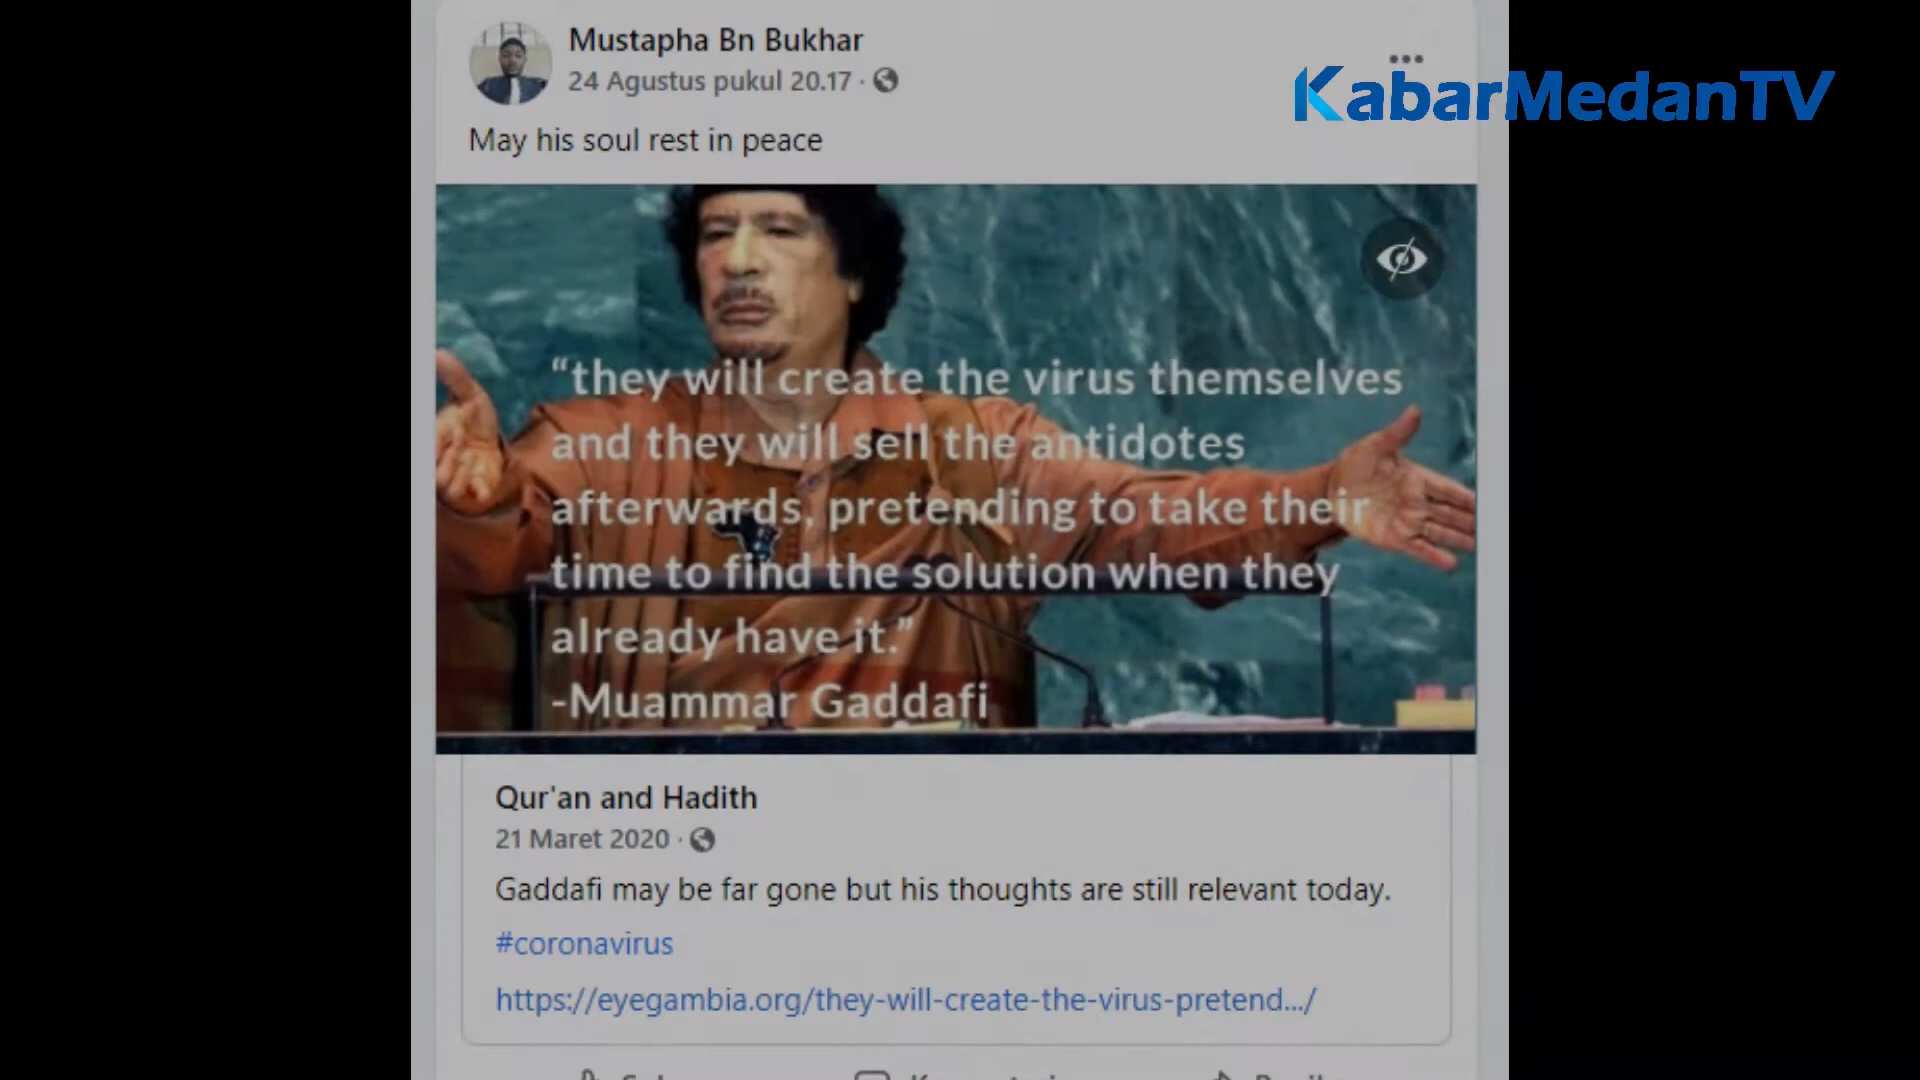 Mustapha Bn Bukhar
24 Agustus pukul 20.17 ·
KabarMedanTV
May his soul rest in peace
“they will create the virus themselves
and they will sell the antidotes
afterwards, pretending to take their
time to find the solution when they
already have it.”
-Muammar Gaddafi
Qur'an and Hadith
21 Maret 2020 ·
Gaddafi may be far gone but his thoughts are still relevant today.
#coronavirus
https://eyegambia.org/they-will-create-the-virus-pretend.../